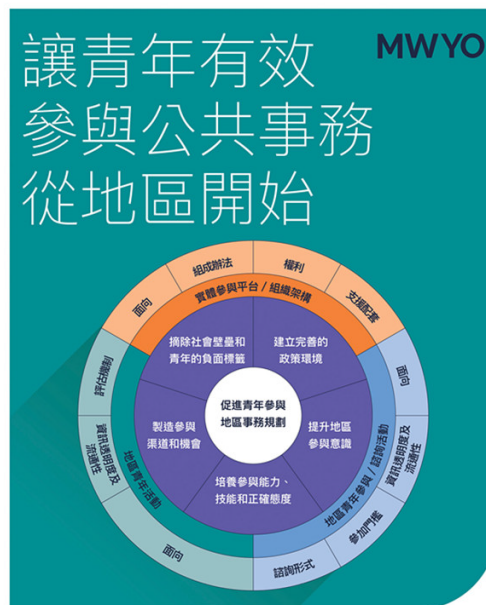 讓青年有效
參與公共事務
從地區開始
MWYO
面向
組成辦法
權利
支援配套
實體參與平台 / 組織架構
摘除社會壁壘和
青年的負面標籤
建立完善的
政策環境
促進青年參與
地區事務規劃
製造參與
渠道和機會
提升地區
參與意識
培養參與能力、
技能和正確態度
面向
資訊透明度及
流通性
參加門檻
諮詢形式
地區青年參與 / 諮詢活動
評估機制
資訊透明度及
流通性
面向
地區青年活動